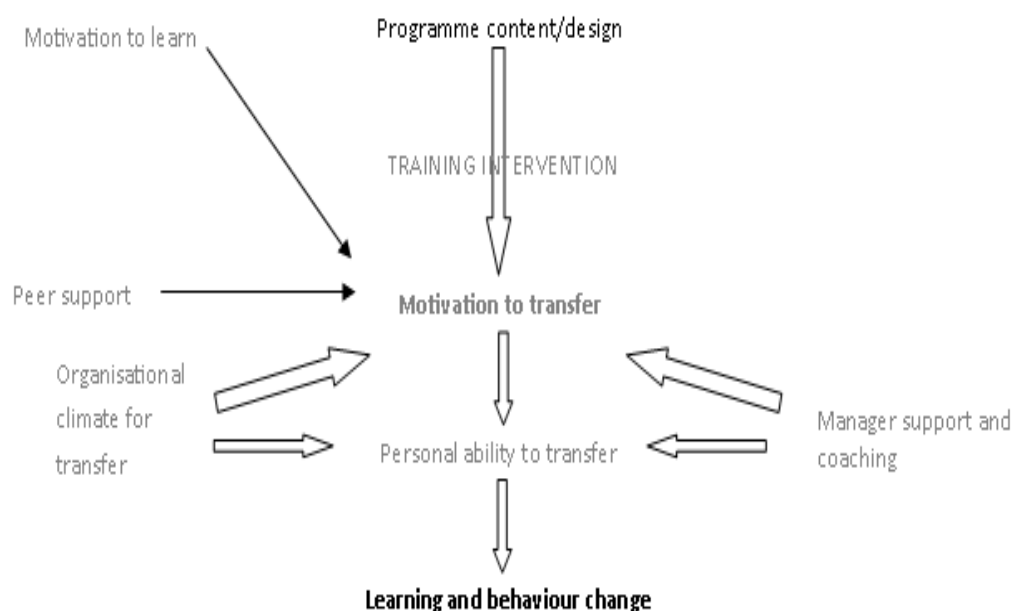 Motivation to learn
Programme content/design
TRAINING INTERVENTION
Peer support
Motivation to transfer
Organisational
climate for
transfer
Personal ability to transfer
Manager support and
coaching
Learning and behaviour change